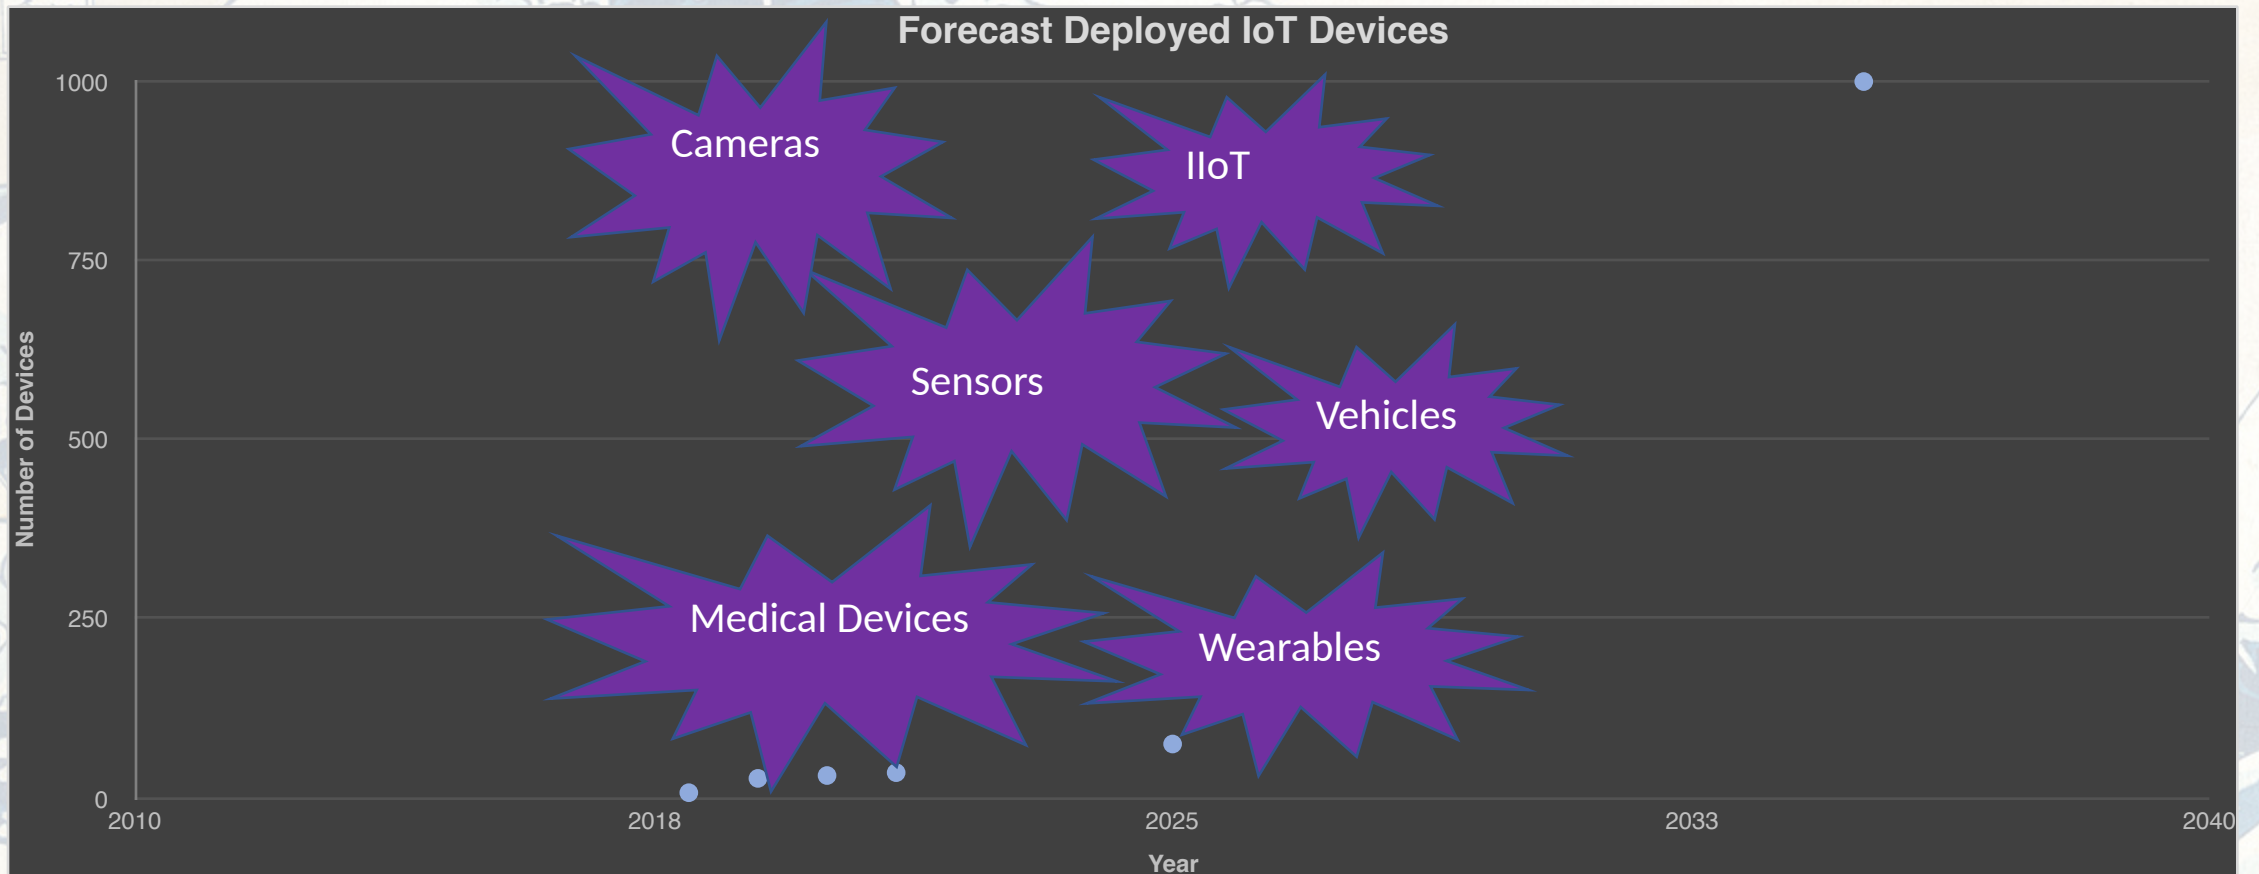 Forecast Deployed IoT Devices
1000
750
500
250
0
Number of Devices
Cameras
IIoT
Sensors
Vehicles
Medical Devices
Wearables
2010 2018 2025 2033 2040
Year